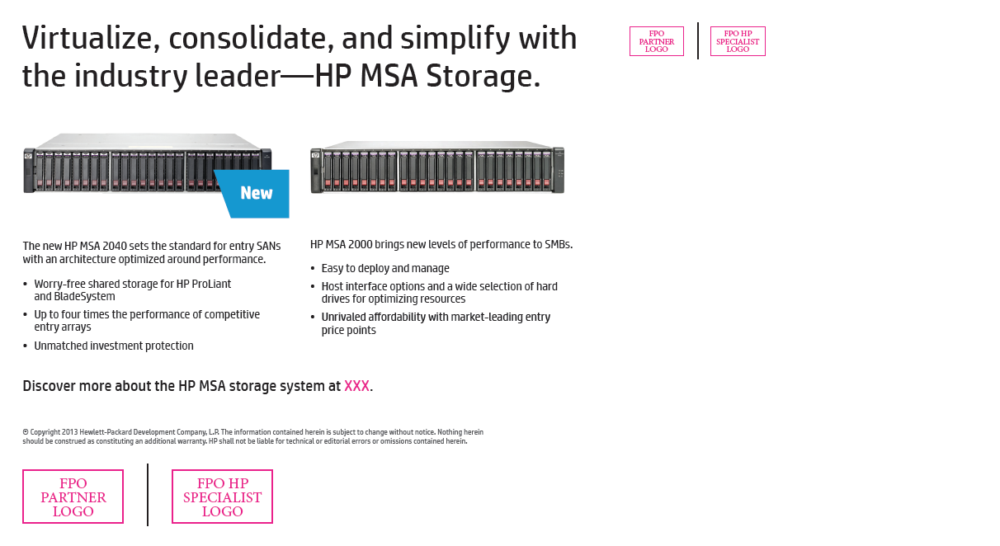 Virtualize, consolidate, and simplify with
the industry leader—HP MSA Storage.
FPO
PARTNER
LOGO
FPO HP
SPECIALIST
LOGO
New
The new HP MSA 2040 sets the standard for entry SANs
with an architecture optimized around performance.
• Worry-free shared storage for HP ProLiant
and BladeSystem
• Up to four times the performance of competitive
entry arrays
• Unmatched investment protection
HP MSA 2000 brings new levels of performance to SMBs.
• Easy to deploy and manage
• Host interface options and a wide selection of hard
drives for optimizing resources
• Unrivaled affordability with market-leading entry
price points
Discover more about the HP MSA storage system at XXX.
© Copyright 2013 Hewlett-Packard Development Company, L.P. The information contained herein is subject to change without notice. Nothing herein
should be construed as constituting an additional warranty. HP shall not be liable for technical or editorial errors or omissions contained herein.
FPO
PARTNER
LOGO
FPO HP
SPECIALIST
LOGO